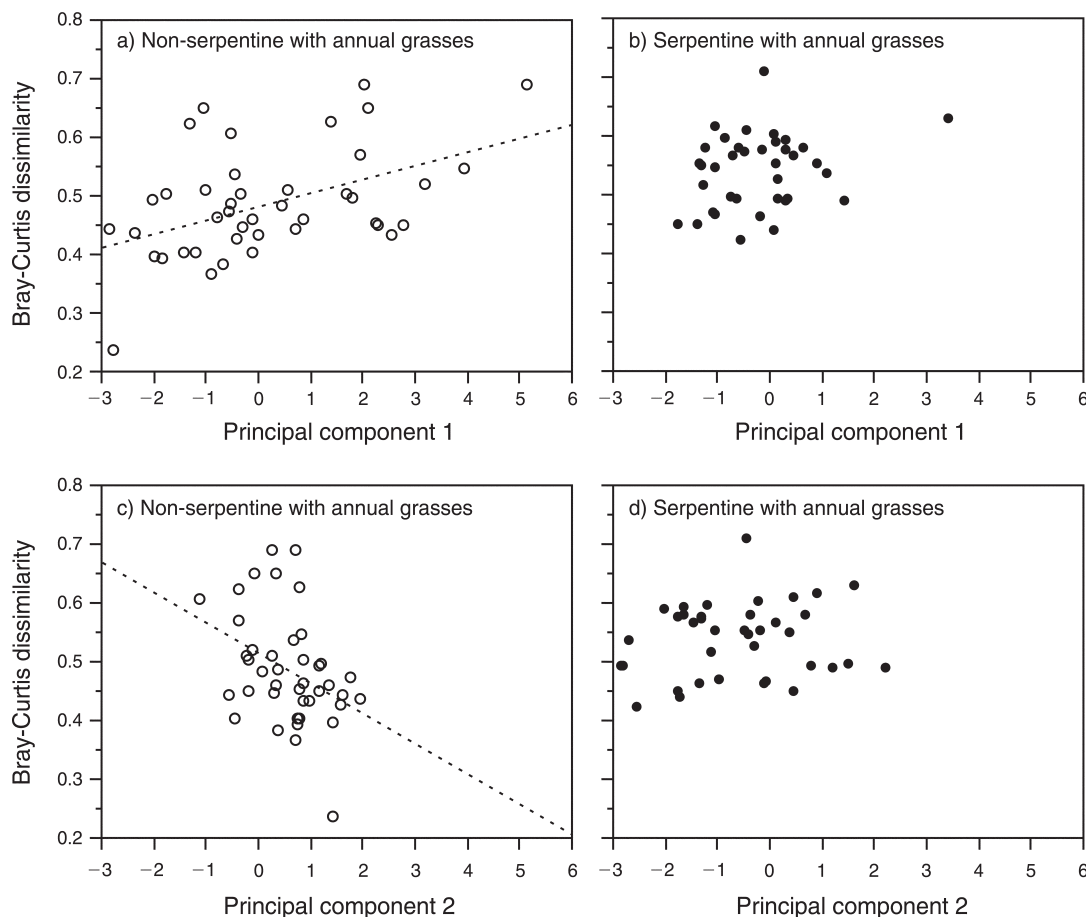 a) Non-serpentine with annual grasses
b) Serpentine with annual grasses
0.8
0.7
0.6
0.5
0.4
0.3
0.2
Bray-Curtis dissimilarity
−3 −2 −1 0 1 2 3 4 5 6
−3 −2 −1 0 1 2 3 4 5 6
Principal component 1
Principal component 1
c) Non-serpentine with annual grasses
d) Serpentine with annual grasses
0.8
0.7
0.6
0.5
0.4
0.3
0.2
Bray-Curtis dissimilarity
−3 −2 −1 0 1 2 3 4 5 6
−3 −2 −1 0 1 2 3 4 5 6
Principal component 2
Principal component 2